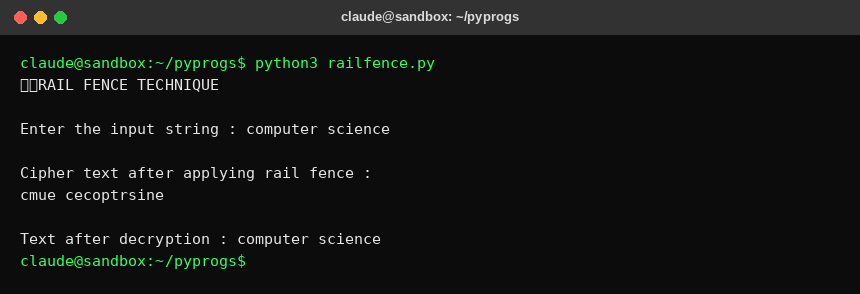 claude@sandbox: ~/pyprogs
claude@sandbox:~/pyprogs$ python3 railfence.py
RAIL FENCE TECHNIQUE
Enter the input string : computer science
Cipher text after applying rail fence :
cmue cecoptrsine
Text after decryption : computer science
claude@sandbox:~/pyprogs$